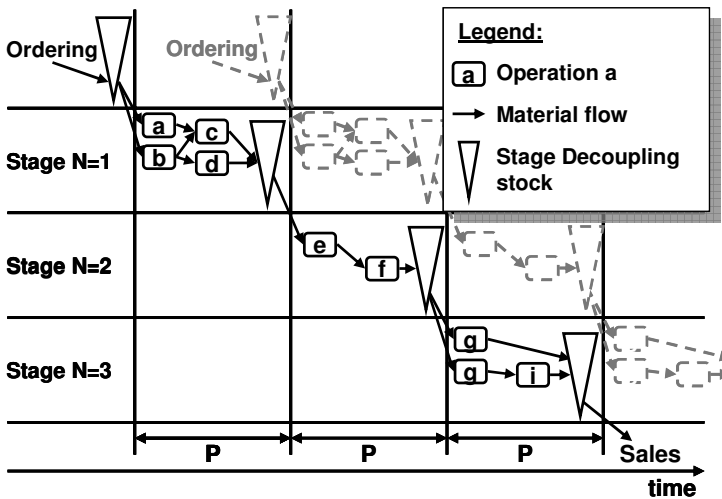 Ordering
Ordering
Legend:
a Operation a
Material flow
Stage Decoupling
stock
Stage N=1
a
c
b
d
Stage N=2
e
f
Stage N=3
g
g
i
P
P
P
Sales
time